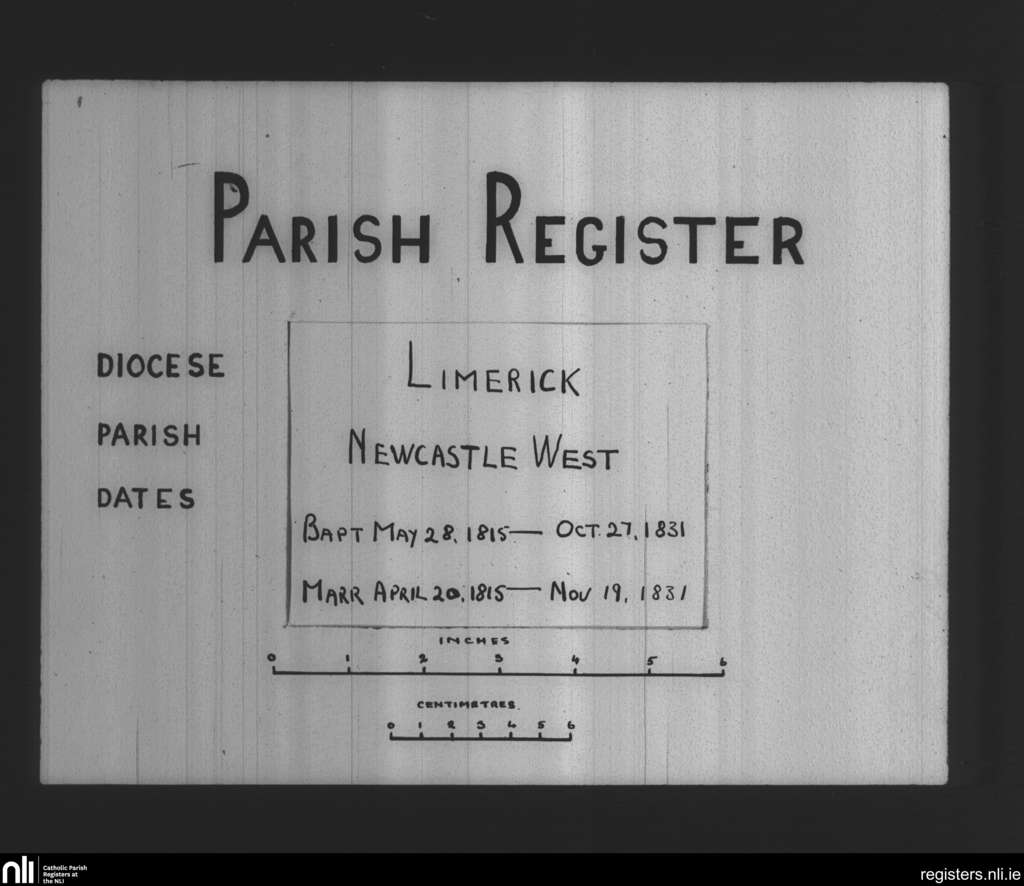 PARISH REGISTER
DIOCESE LIMERICK
PARISH NEWCASTLE WEST
DATES
BAPT MAY 28, 1815 — OCT. 27, 1831
MARR APRIL 20, 1815 — NOV 19, 1831
INCHES
0 1 2 3 4 5 6
CENTIMETRES
0 1 2 3 4 5 6
nli Catholic Parish
Registers at
the NLI
registers.nli.ie